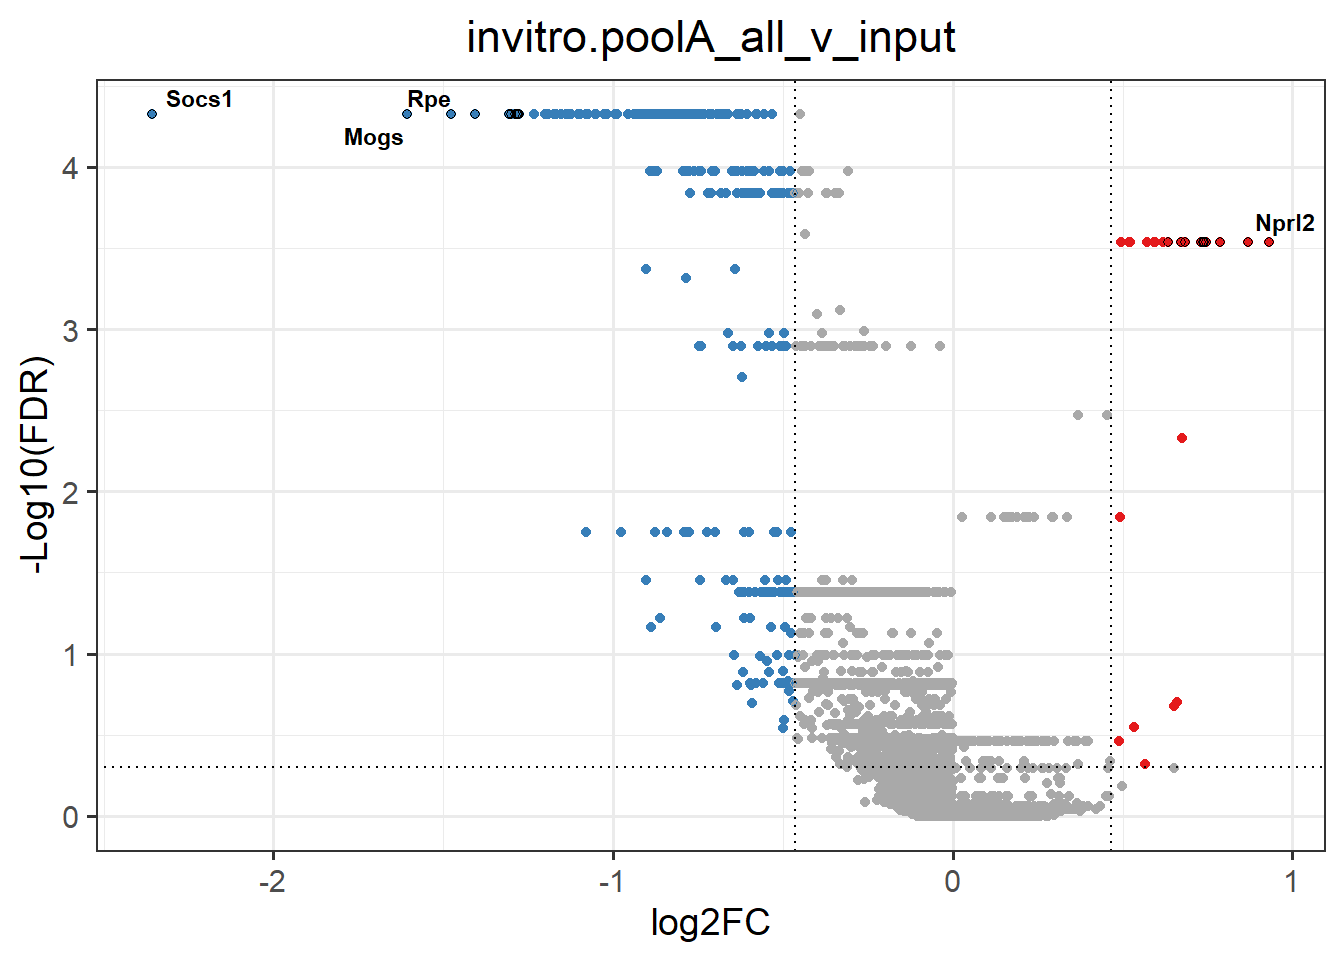 invitro.poolA_all_v_input
Socs1
Rpe
Mogs
Nprl2
-Log10(FDR)
4
3
2
1
0
-2
-1
0
1
log2FC